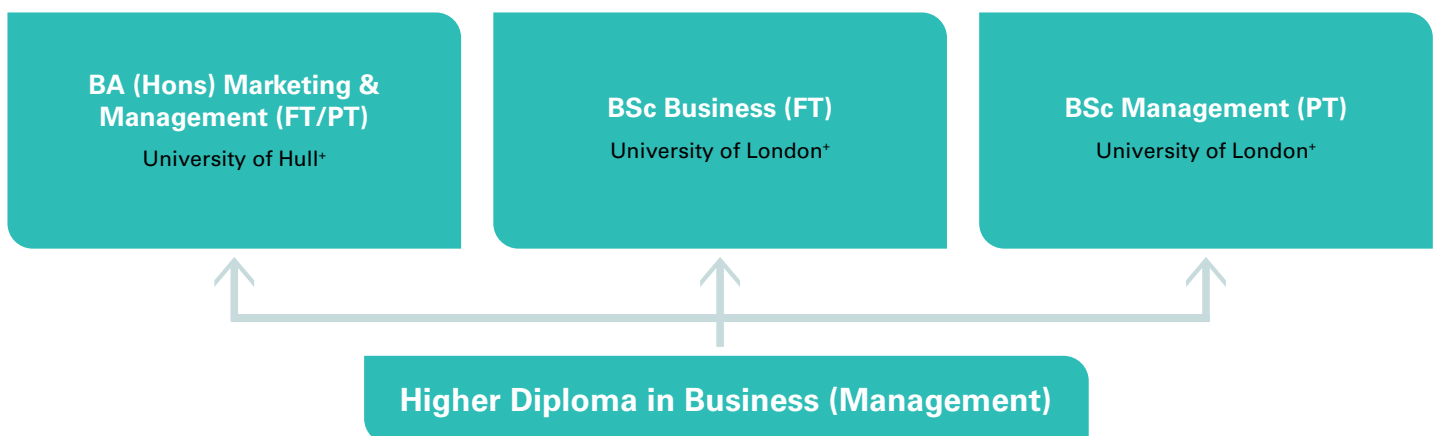 BA (Hons) Marketing &
Management (FT/PT)
University of Hull⁺
BSc Business (FT)
University of London⁺
BSc Management (PT)
University of London⁺
Higher Diploma in Business (Management)